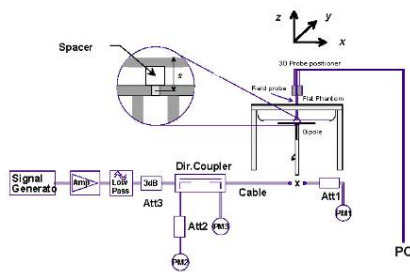 z
y
x
Spacer
s
3D Probe positioner
Field probe
Flat Phantom
Dipole
Signal
Generato
Amp
Low
Pass
3dB
Att3
Dir.Coupler
Cable
x
Att1
Att2
PM3
PM1
PM2
PC